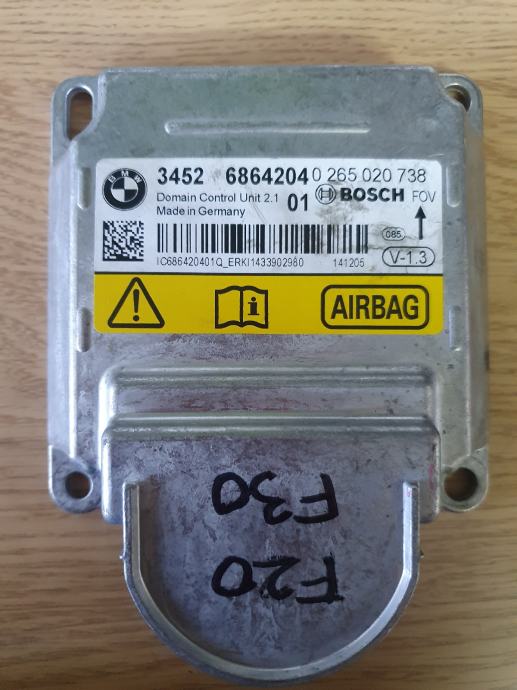 BMW
3452 6864204 0 265 020 738
Domain Control Unit 2.1 01 BOSCH FOV
Made in Germany
085
V-1.3
IC686420401Q_ERKI1433902980 141205
AIRBAG
F20
F30